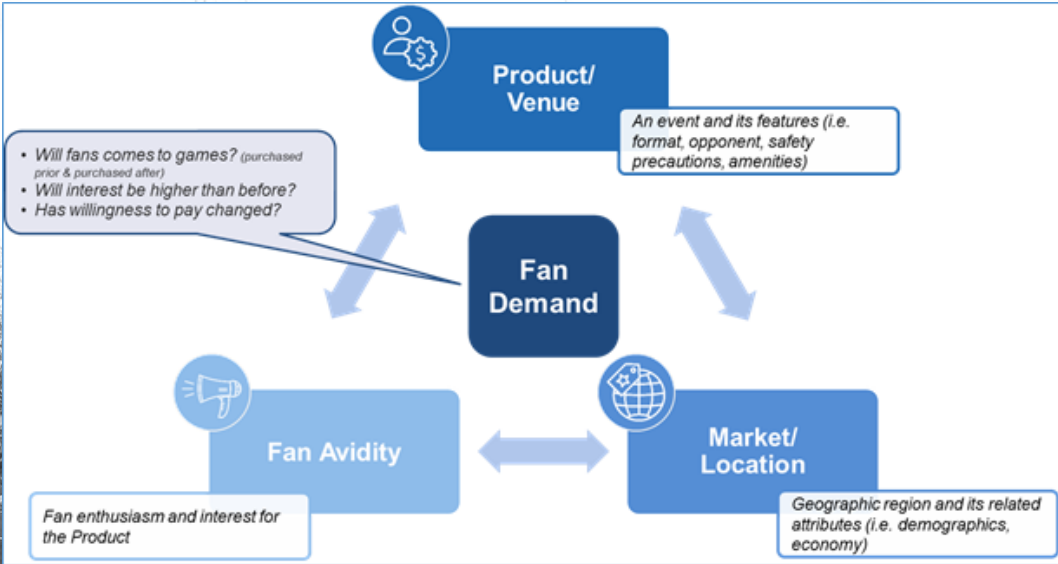 Product/
Venue
An event and its features (i.e.
format, opponent, safety
precautions, amenities)
• Will fans comes to games? (purchased
prior & purchased after)
• Will interest be higher than before?
• Has willingness to pay changed?
Fan
Demand
Fan Avidity
Fan enthusiasm and interest for
the Product
Market/
Location
Geographic region and its related
attributes (i.e. demographics,
economy)